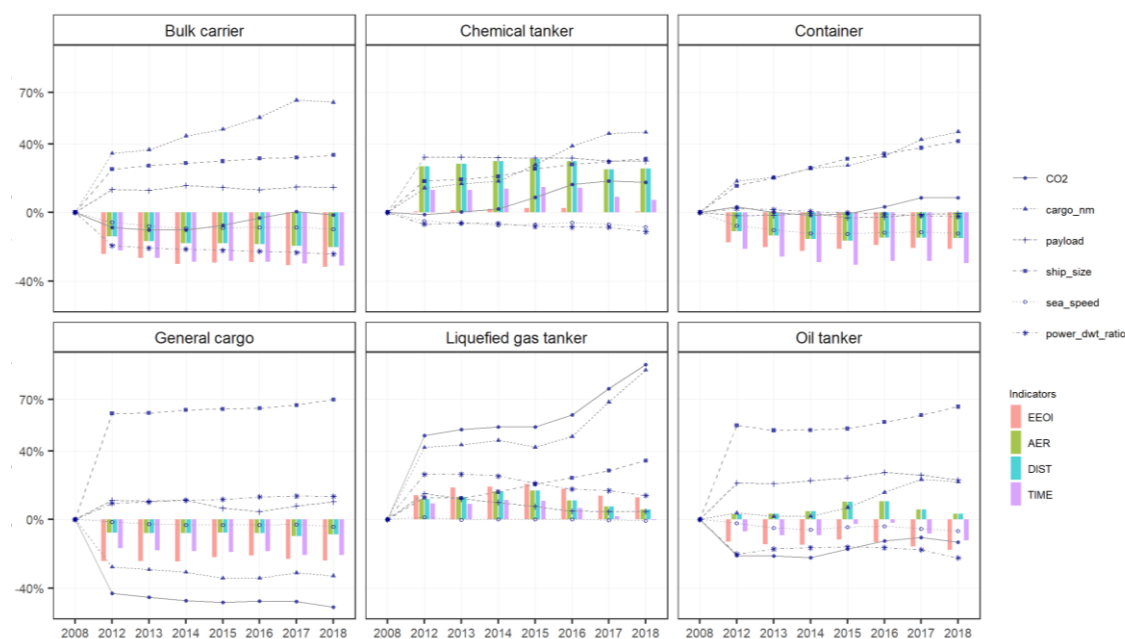 Bulk carrier
Chemical tanker
Container
70%
40%
0%
-40%
General cargo
Liquefied gas tanker
Oil tanker
70%
40%
0%
-40%
2008 2012 2013 2014 2015 2016 2017 2018
2008 2012 2013 2014 2015 2016 2017 2018
2008 2012 2013 2014 2015 2016 2017 2018
CO2
cargo_nm
payload
ship_size
sea_speed
power_dwt_ratio
Indicators
EEOI
AER
DIST
TIME